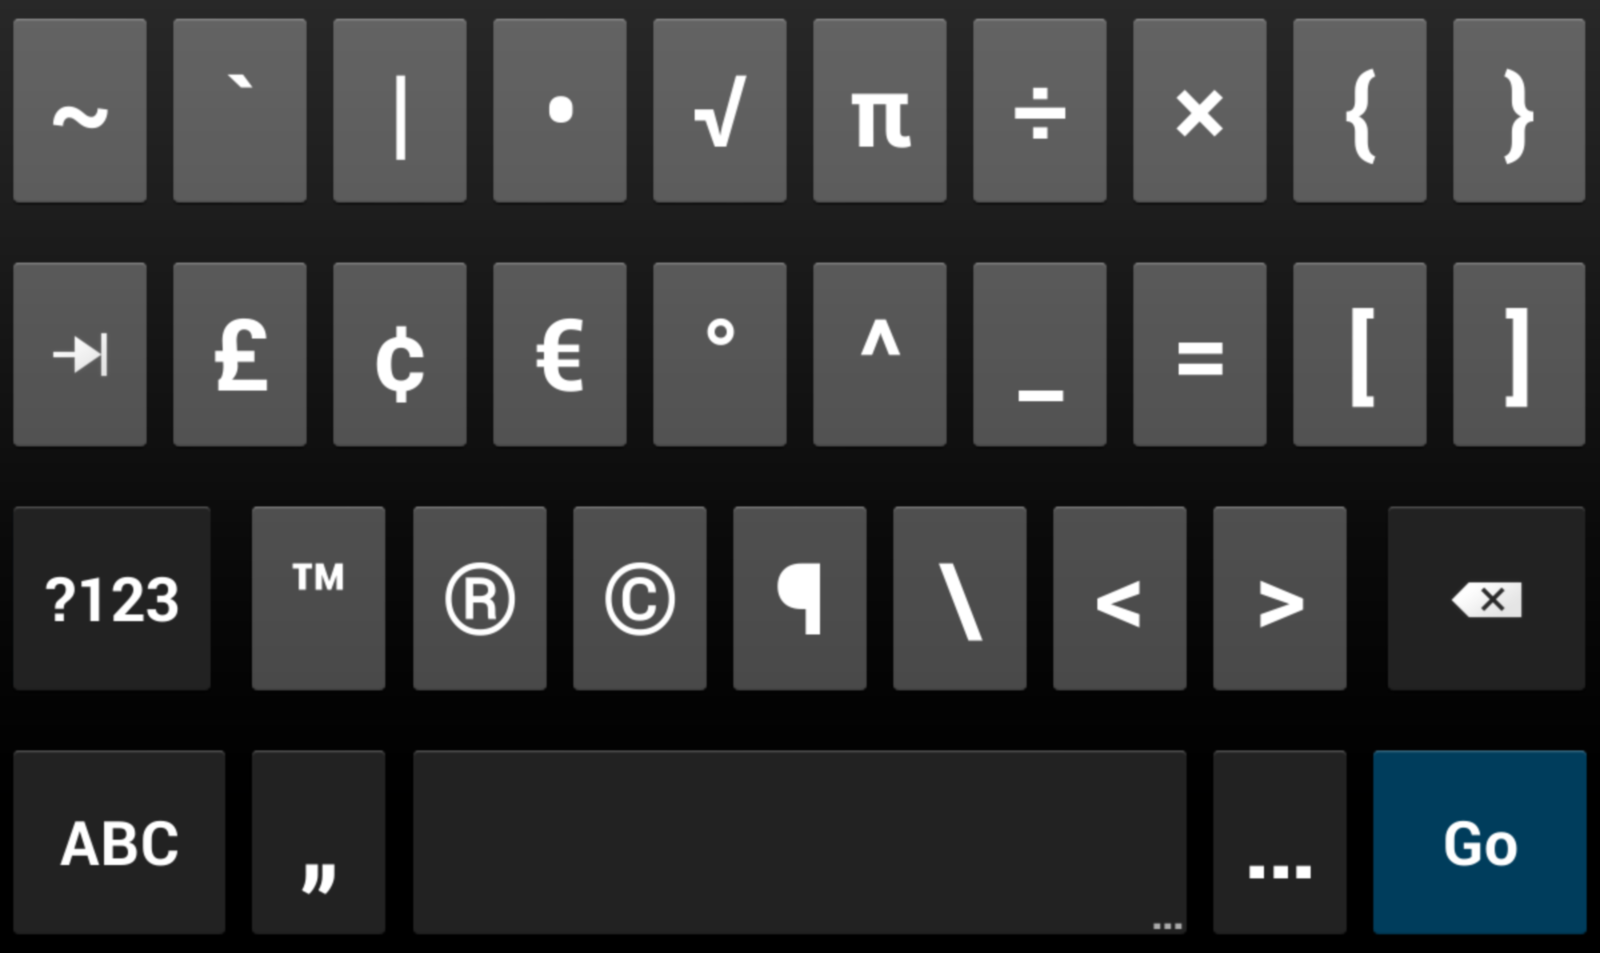 ~ ` | • √ π ÷ × { }
£ ¢ € ° ^ _ = [ ]
?123 ™ ® © ¶ \ < >
ABC „ ... Go